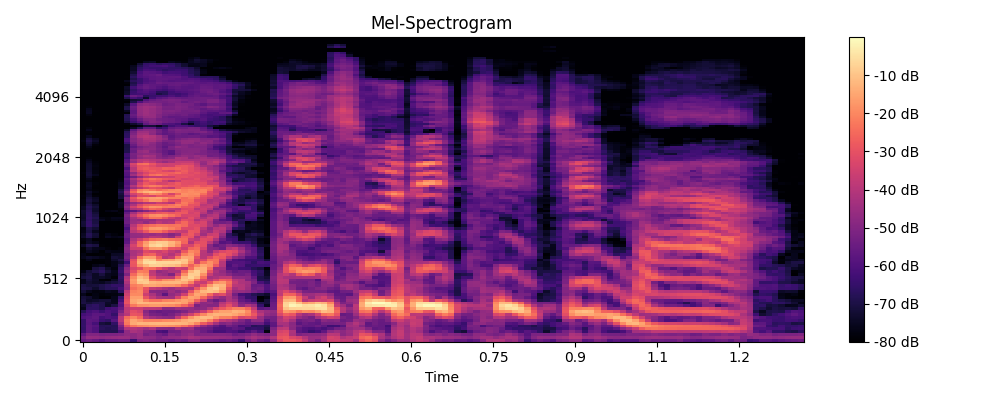 Mel-Spectrogram
Hz
4096
2048
1024
512
0
0 0.15 0.3 0.45 0.6 0.75 0.9 1.1 1.2
Time
-10 dB
-20 dB
-30 dB
-40 dB
-50 dB
-60 dB
-70 dB
-80 dB